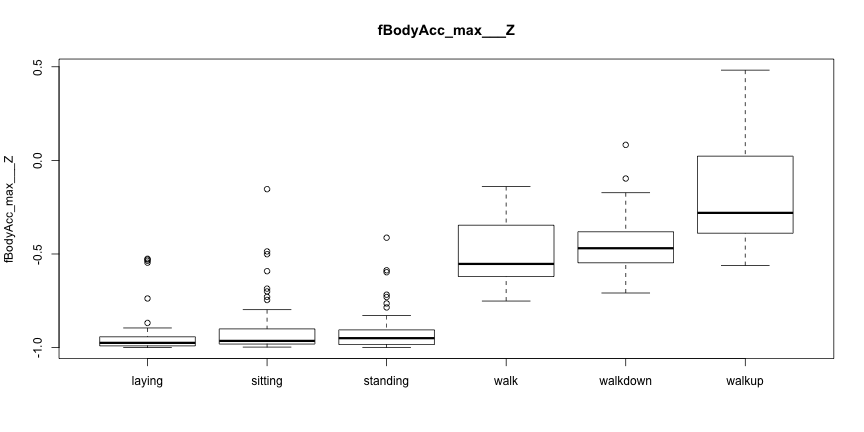 fBodyAcc_max___Z
fBodyAcc_max___Z
0.5
0.0
-0.5
-1.0
laying sitting standing walk walkdown walkup